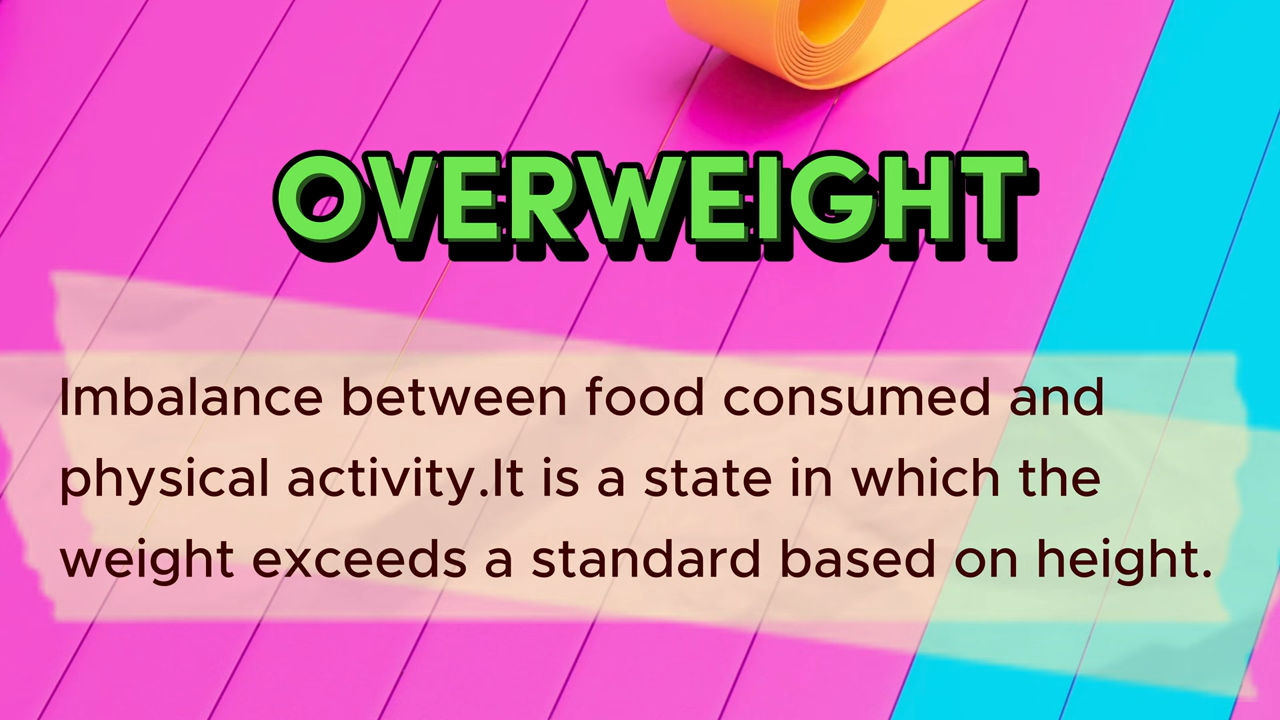 OVERWEIGHT
Imbalance between food consumed and
physical activity.It is a state in which the
weight exceeds a standard based on height.